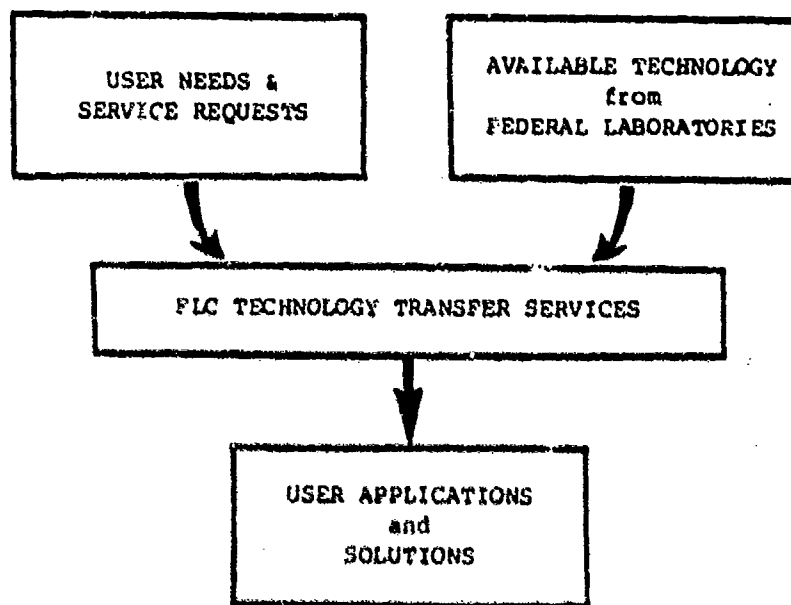 USER NEEDS &
SERVICE REQUESTS
AVAILABLE TECHNOLOGY
from
FEDERAL LABORATORIES
FLC TECHNOLOGY TRANSFER SERVICES
USER APPLICATIONS
and
SOLUTIONS